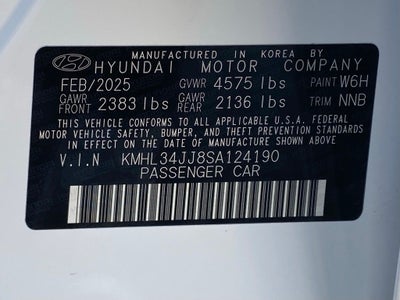 MANUFACTURED IN KOREA BY
HYUNDAI MOTOR COMPANY
FEB/2025 GVWR 4575 lbs PAINT W6H
GAWR FRONT 2383 lbs GAWR REAR 2136 lbs TRIM NNB
THIS VEHICLE CONFORMS TO ALL APPLICABLE U.S.A. FEDERAL
MOTOR VEHICLE SAFETY, BUMPER, AND THEFT PREVENTION
STANDARDS IN EFFECT ON THE DATE OF MANUFACTURE SHOWN ABOVE.
V.I.N KMHL34JJ8SA124190
PASSENGER CAR